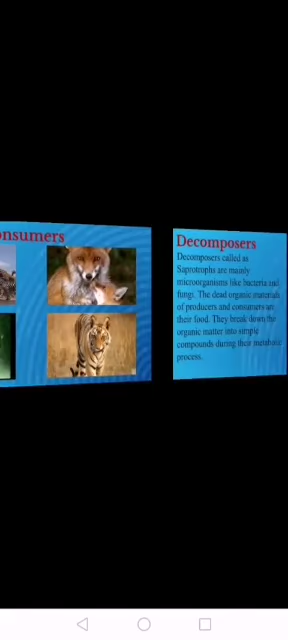 onsumers
Decomposers
Decomposers called as
Saprotrophs are mainly
microorganisms like bacteria and
fungi. The dead organic materials
of producers and consumers are
their food. They break down the
organic matter into simple
compounds during their metabolic
process.